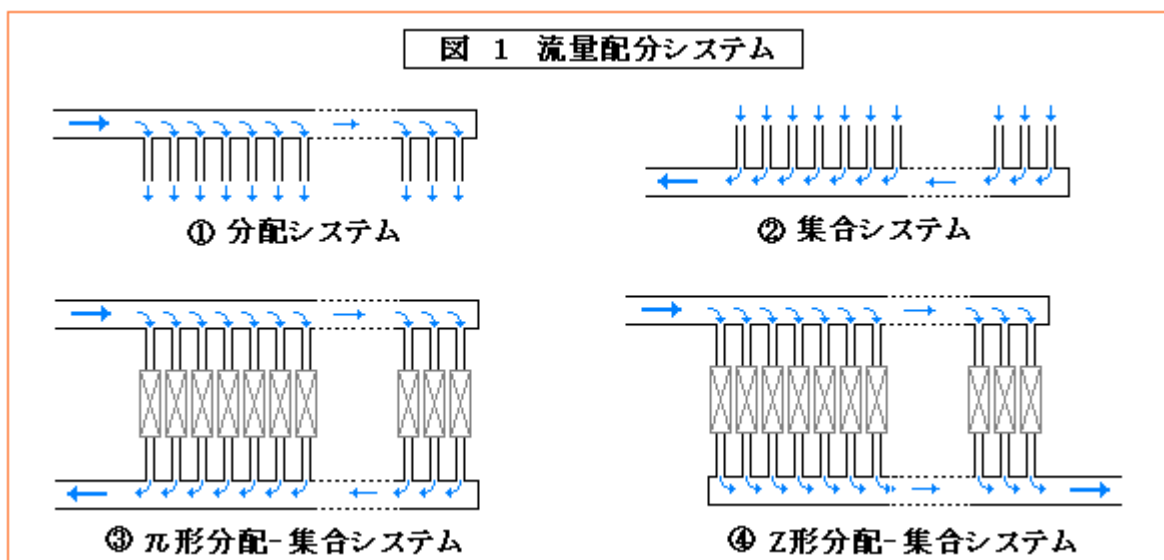 図 1 流量配分システム
① 分配システム
② 集合システム
③ π形分配-集合システム
④ Z形分配-集合システム